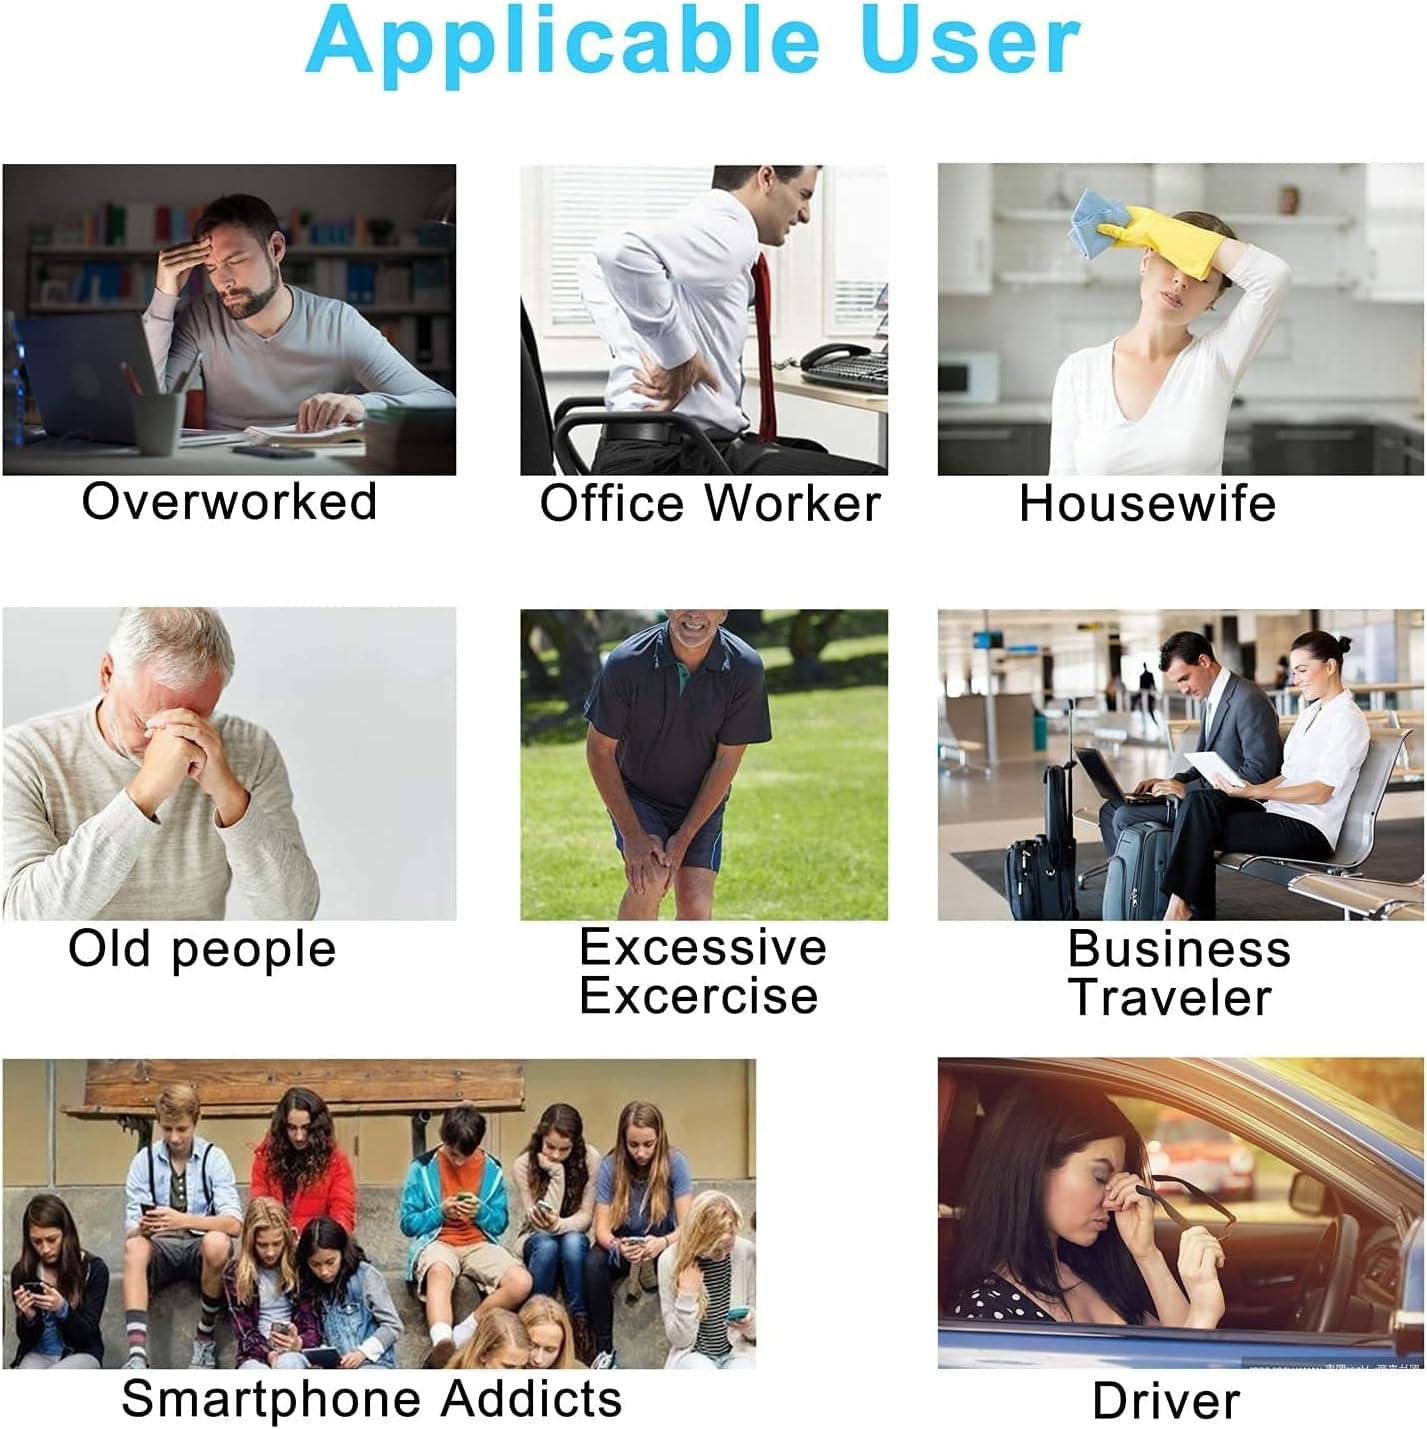 Applicable User
Overworked
Office Worker
Housewife
Old people
Excessive
Excercise
Business
Traveler
Smartphone Addicts
Driver